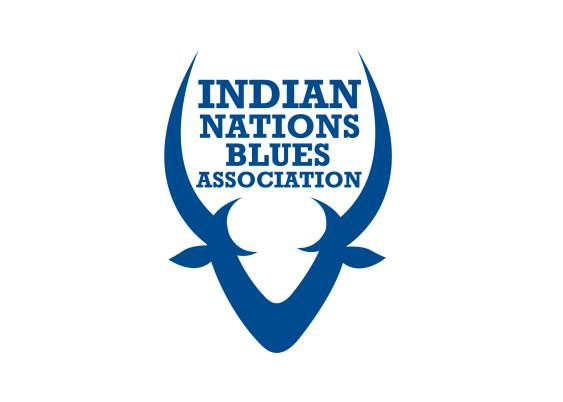 INDIAN
NATIONS
BLUES
ASSOCIATION